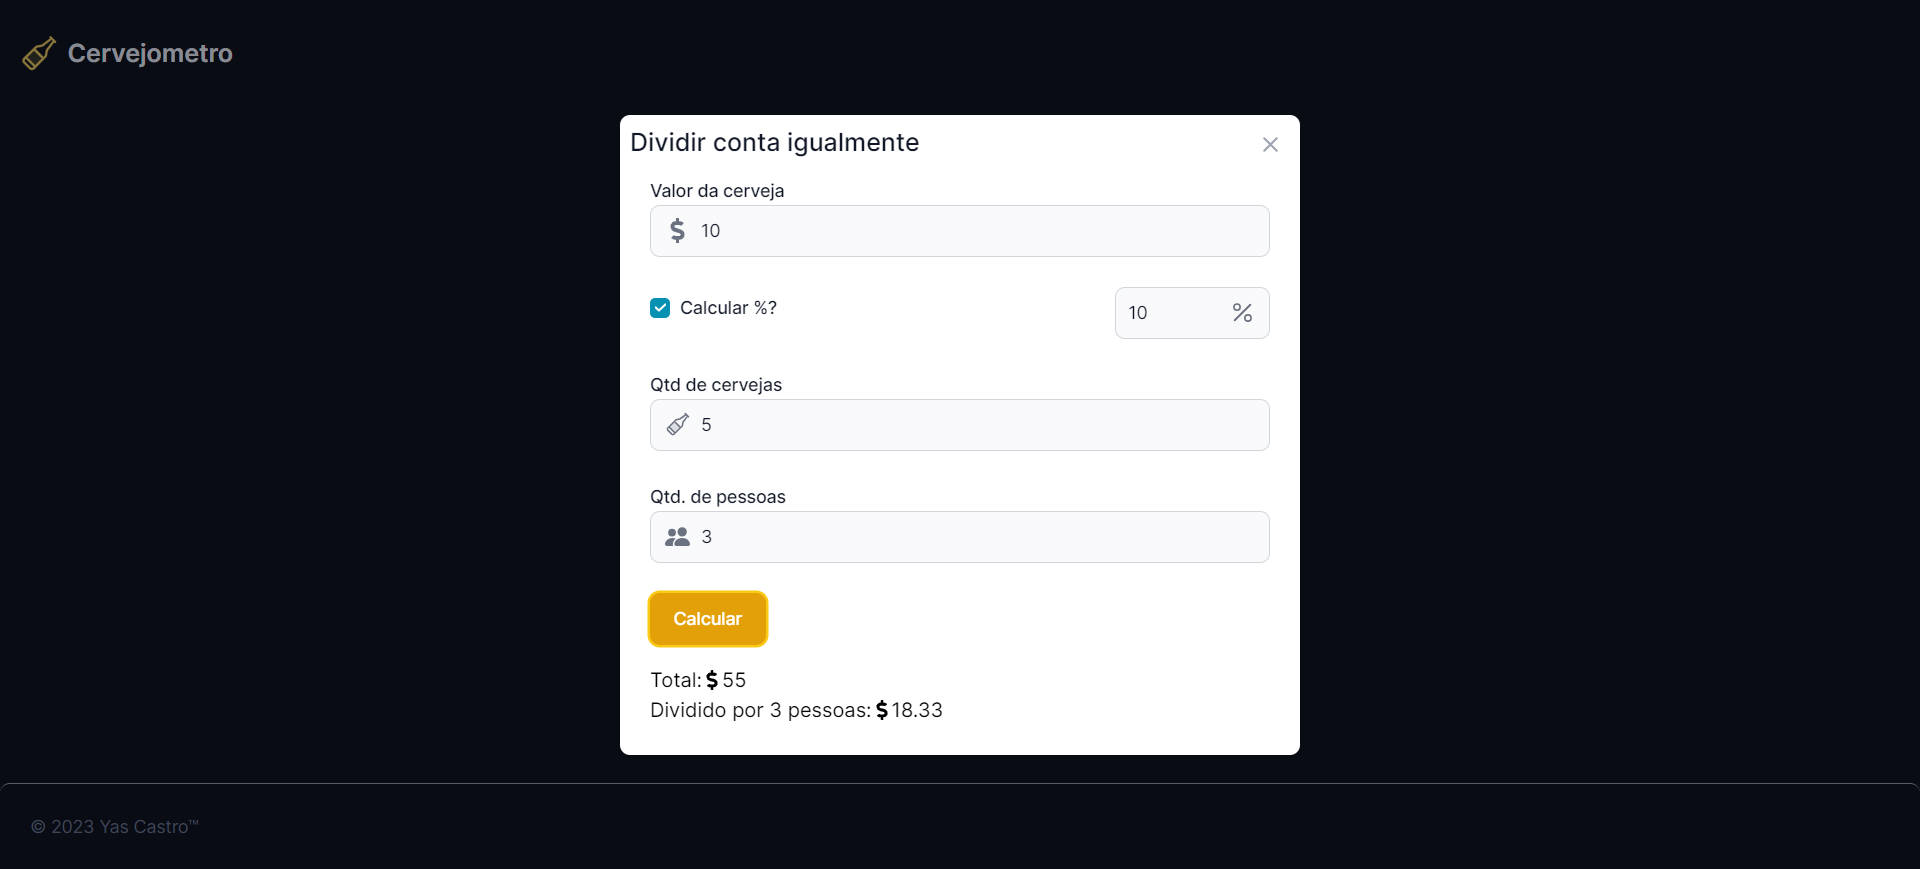 Cervejometro
Dividir conta igualmente
Valor da cerveja
$ 10
Calcular %?
10 %
Qtd de cervejas
5
Qtd. de pessoas
3
Calcular
Total: $ 55
Dividido por 3 pessoas: $ 18.33
© 2023 Yas Castro™